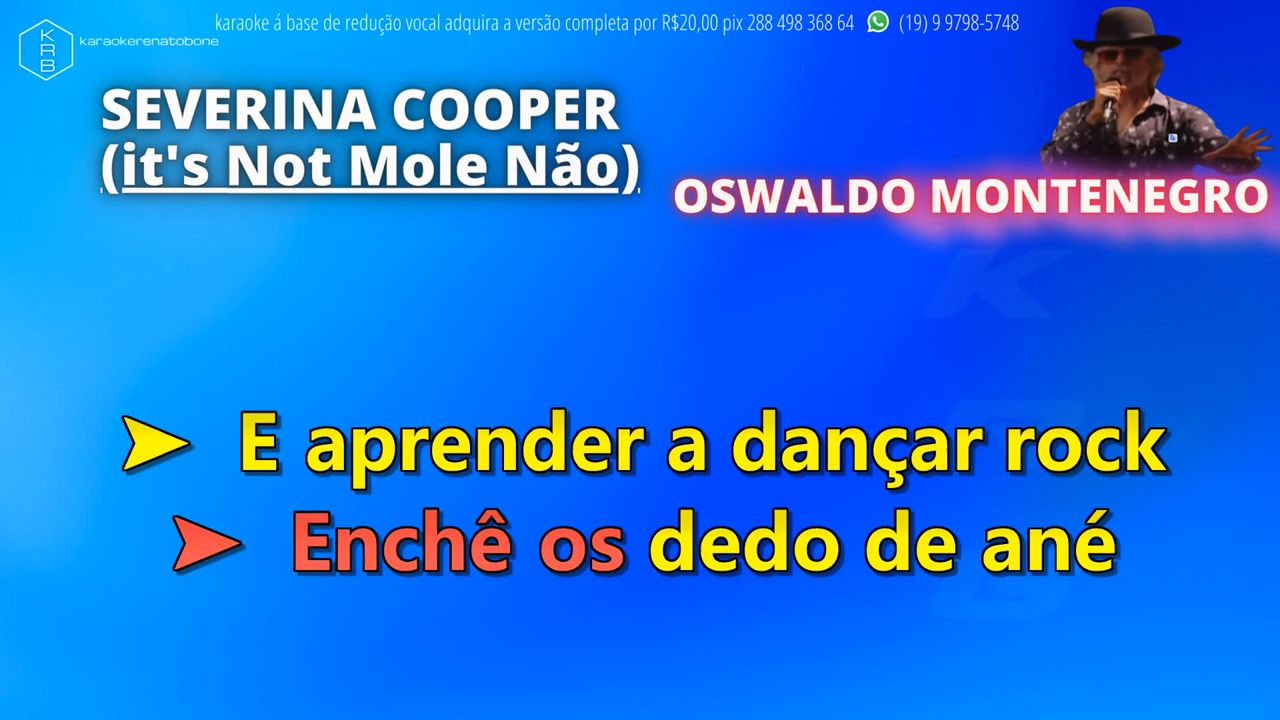 karaoke á base de redução vocal adquira a versão completa por R$20,00 pix 288 498 368 64 (19) 9 9798-5748
KRB
karaokerenatobone
SEVERINA COOPER
(it's Not Mole Não)
OSWALDO MONTENEGRO
K
B
G
➤ E aprender a dançar rock
➤ Enchê os dedo de ané